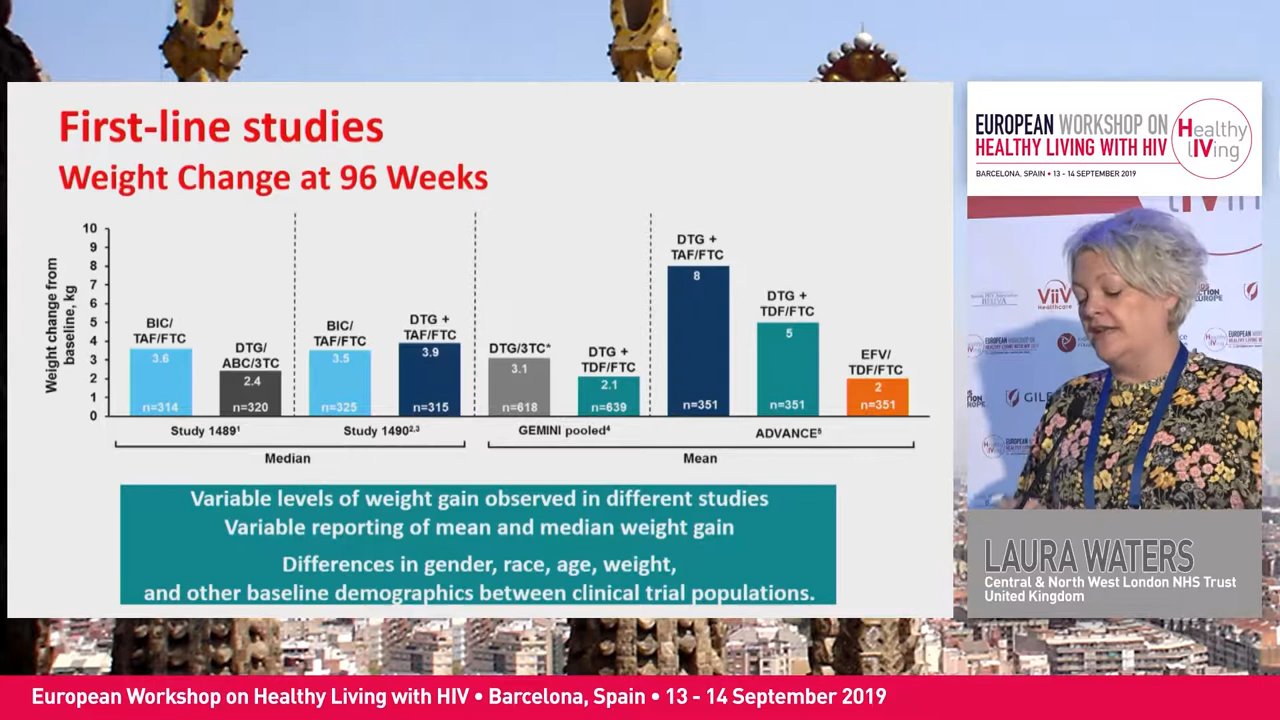 First-line studies
Weight Change at 96 Weeks
Weight change from
baseline, kg
10
9
8
7
6
5
4
3
2
1
0
BIC/
TAF/FTC
3.6
n=314
DTG/
ABC/3TC
2.4
n=320
Study 1489¹
BIC/
TAF/FTC
3.5
n=325
DTG +
TAF/FTC
3.9
n=315
Study 1490²,³
Median
DTG/3TC*
3.1
n=618
DTG +
TDF/FTC
2.1
n=639
GEMINI pooled⁴
DTG +
TAF/FTC
8
n=351
DTG +
TDF/FTC
5
n=351
EFV/
TDF/FTC
2
n=351
ADVANCE⁵
Mean
Variable levels of weight gain observed in different studies
Variable reporting of mean and median weight gain
Differences in gender, race, age, weight,
and other baseline demographics between clinical trial populations.
EUROPEAN WORKSHOP ON
HEALTHY LIVING WITH HIV
BARCELONA, SPAIN • 13 - 14 SEPTEMBER 2019
Healthy
lIVing
ViiV
Healthcare
LAURA WATERS
Central & North West London NHS Trust
United Kingdom
European Workshop on Healthy Living with HIV • Barcelona, Spain • 13 - 14 September 2019